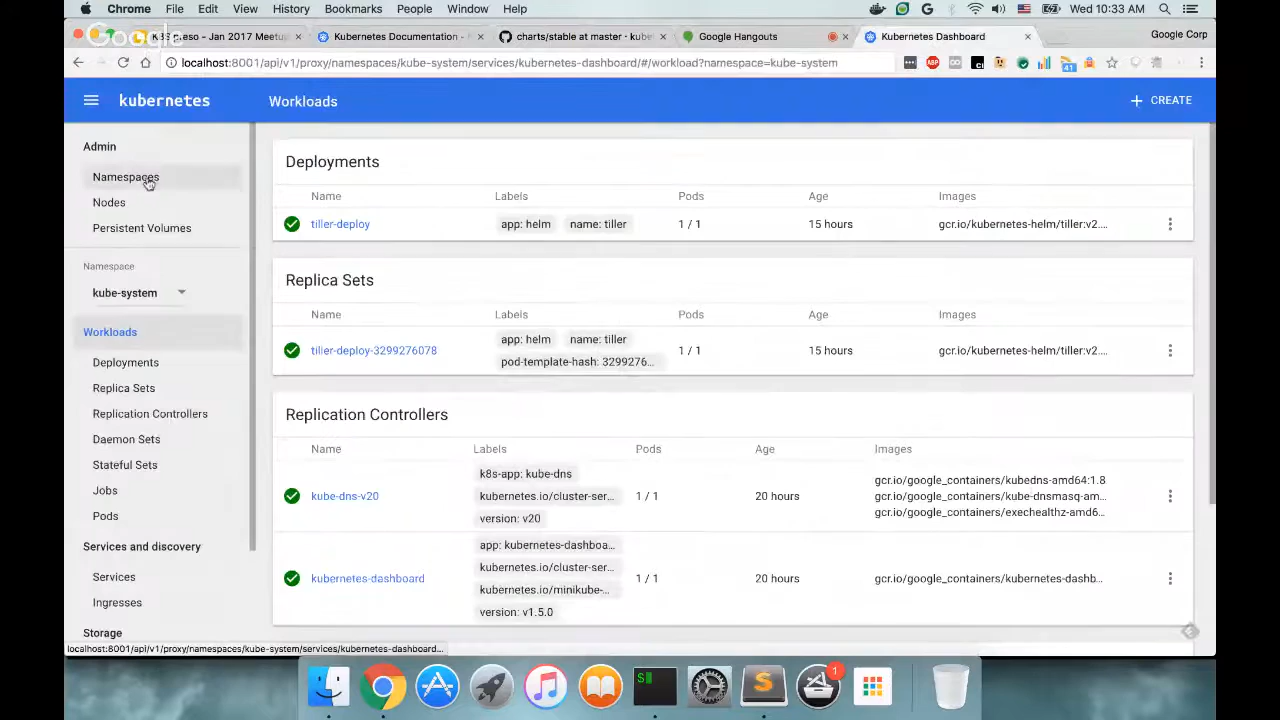 Chrome File Edit View History Bookmarks People Window Help
Wed 10:33 AM
Google
K8S preso - Jan 2017 Meetu
Kubernetes Documentation -
charts/stable at master · kube
Google Hangouts
Kubernetes Dashboard
Google Corp
localhost:8001/api/v1/proxy/namespaces/kube-system/services/kubernetes-dashboard/#/workload?namespace=kube-system
ABP
41
kubernetes
Workloads
+ CREATE
Admin
Namespaces
Nodes
Persistent Volumes
Namespace
kube-system
Workloads
Deployments
Replica Sets
Replication Controllers
Daemon Sets
Stateful Sets
Jobs
Pods
Services and discovery
Services
Ingresses
Storage
Deployments
Name Labels Pods Age Images
tiller-deploy app: helm name: tiller 1 / 1 15 hours gcr.io/kubernetes-helm/tiller:v2....
Replica Sets
Name Labels Pods Age Images
tiller-deploy-3299276078 app: helm name: tiller 1 / 1 15 hours gcr.io/kubernetes-helm/tiller:v2....
pod-template-hash: 3299276...
Replication Controllers
Name Labels Pods Age Images
kube-dns-v20 k8s-app: kube-dns 1 / 1 20 hours gcr.io/google_containers/kubedns-amd64:1.8
kubernetes.io/cluster-ser... gcr.io/google_containers/kube-dnsmasq-am...
version: v20 gcr.io/google_containers/exechealthz-amd6...
kubernetes-dashboard app: kubernetes-dashboa... 1 / 1 20 hours gcr.io/google_containers/kubernetes-dashb...
kubernetes.io/cluster-ser...
kubernetes.io/minikube-...
version: v1.5.0
localhost:8001/api/v1/proxy/namespaces/kube-system/services/kubernetes-dashboard...
1